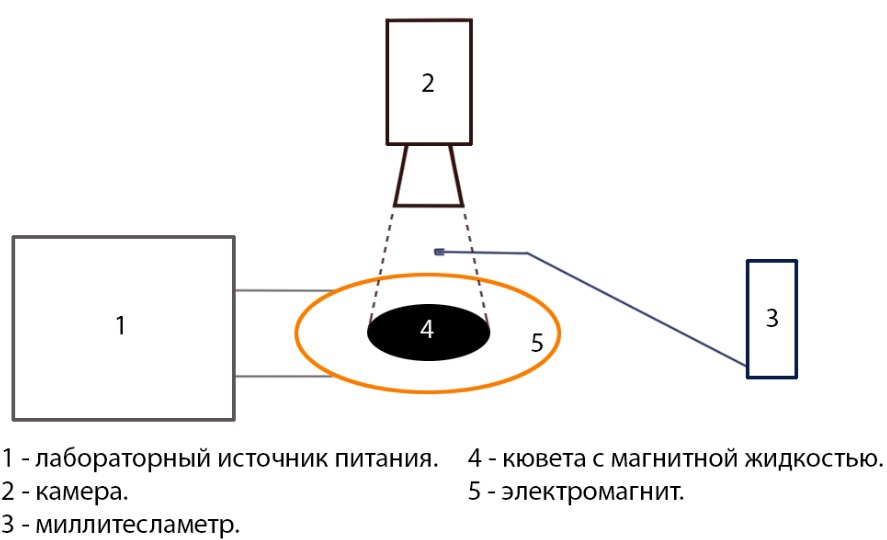 2
1
4
5
3
1 - лабораторный источник питания.
2 - камера.
3 - миллитесламетр.
4 - кювета с магнитной жидкостью.
5 - электромагнит.